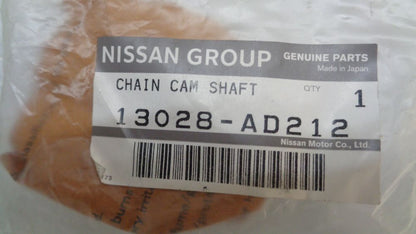 NISSAN GROUP
GENUINE PARTS
Made in Japan
CHAIN CAM SHAFT
QTY
1
13028-AD212
Nissan Motor Co., Ltd.